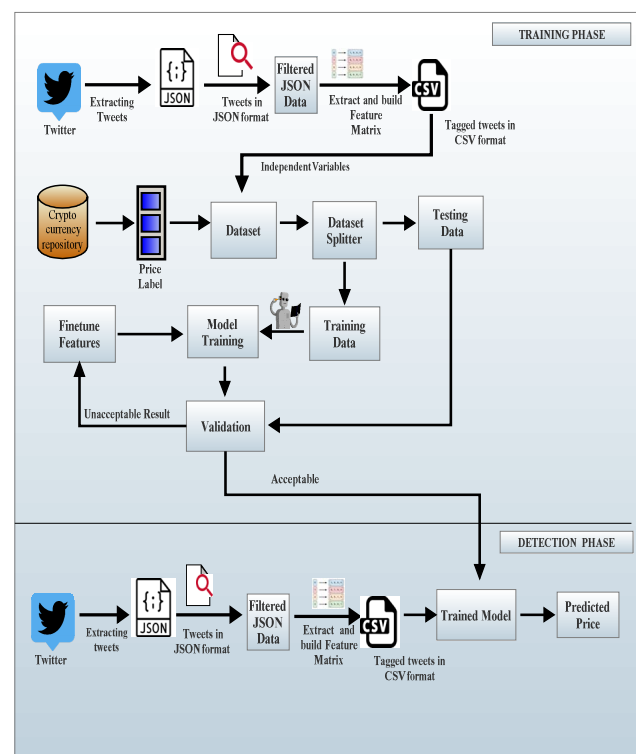 TRAINING PHASE
{;}
JSON
Filtered
JSON
Data
CSV
Extracting
Tweets
Tweets in
JSON format
Extract and build
Feature
Matrix
Twitter
Tagged tweets in
CSV format
Independent Variables
Crypto
currency
repository
Price
Label
Dataset
Dataset
Splitter
Testing
Data
Finetune
Features
Model
Training
Training
Data
Unacceptable Result
Validation
Acceptable
DETECTION PHASE
{;}
JSON
Filtered
JSON
Data
CSV
Trained Model
Predicted
Price
Extracting
tweets
Tweets in
JSON format
Extract and
build Feature
Matrix
Twitter
Tagged tweets in
CSV format